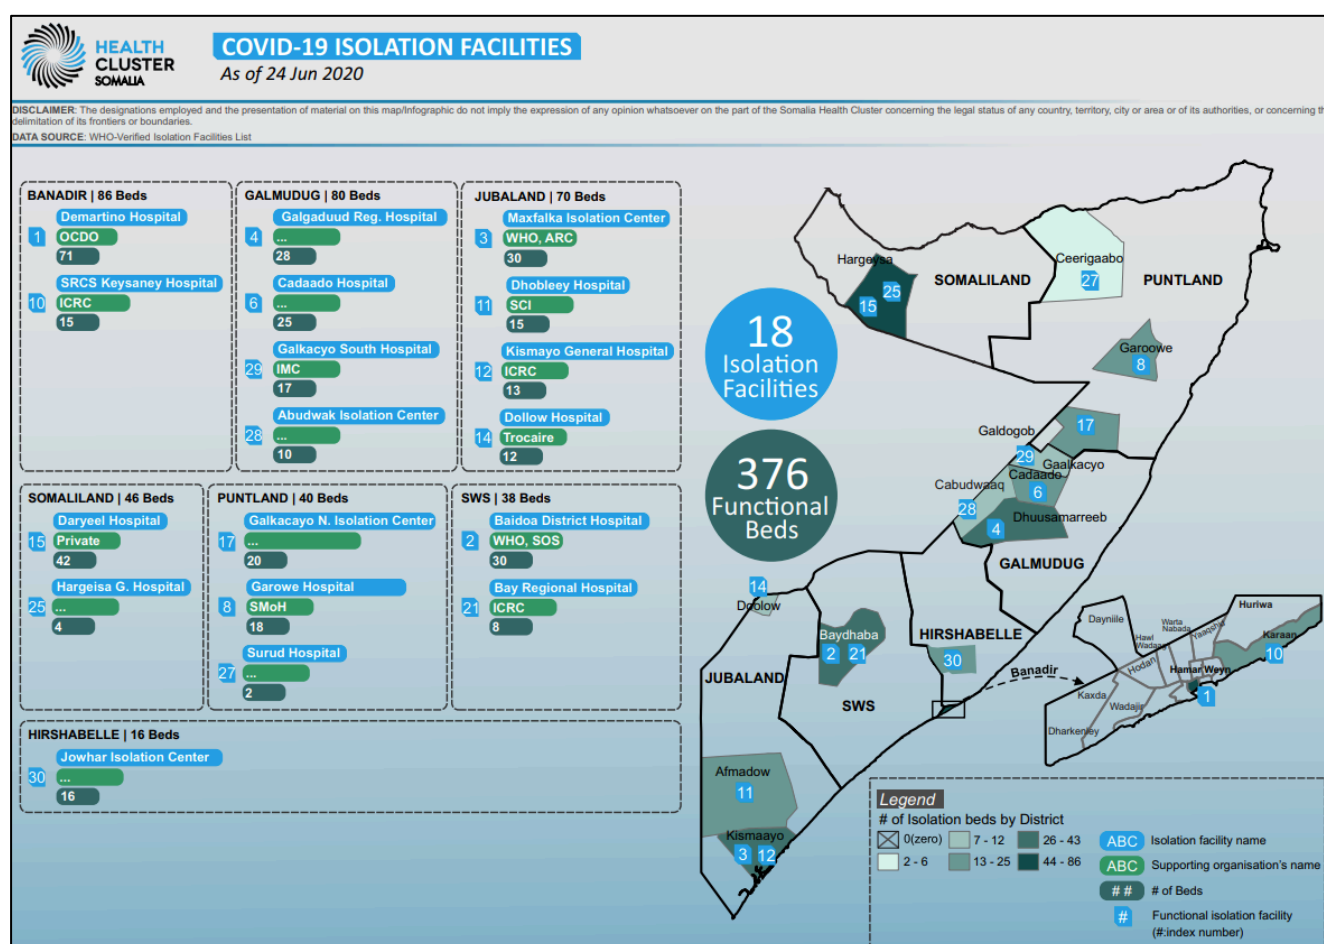 HEALTH
CLUSTER
SOMALIA
COVID-19 ISOLATION FACILITIES
As of 24 Jun 2020
DISCLAIMER: The designations employed and the presentation of material on this map/Infographic do not imply the expression of any opinion whatsoever on the part of the Somalia Health Cluster concerning the legal status of any country, territory, city or area or of its authorities, or concerning th
delimitation of its frontiers or boundaries.
DATA SOURCE: WHO-Verified Isolation Facilities List
BANADIR | 86 Beds
Demartino Hospital
1
OCDO
71
SRCS Keysaney Hospital
10
ICRC
15
GALMUDUG | 80 Beds
Galgaduud Reg. Hospital
4
...
28
Cadaado Hospital
6
...
25
Galkacyo South Hospital
29
IMC
17
Abudwak Isolation Center
28
...
10
JUBALAND | 70 Beds
Maxfalka Isolation Center
3
WHO, ARC
30
Dhobleey Hospital
11
SCI
15
Kismayo General Hospital
12
ICRC
13
Dollow Hospital
14
Trocaire
12
SOMALILAND | 46 Beds
Daryeel Hospital
15
Private
42
Hargeisa G. Hospital
25
...
4
PUNTLAND | 40 Beds
Galkacayo N. Isolation Center
17
...
20
Garowe Hospital
8
SMoH
18
Surud Hospital
27
...
2
SWS | 38 Beds
Baidoa District Hospital
2
WHO, SOS
30
Bay Regional Hospital
21
ICRC
8
HIRSHABELLE | 16 Beds
Jowhar Isolation Center
30
...
16
18
Isolation
Facilities
376
Functional
Beds
Hargeysa
15
25
SOMALILAND
Ceerigaabo
27
PUNTLAND
Garoowe
8
Galdogob
17
29
Gaalkacyo
Cadaado
6
Cabudwaaq
28
4
Dhuusamarreeb
GALMUDUG
14
Doolow
Baydhaba
2
21
HIRSHABELLE
30
JUBALAND
SWS
Banadir
Afmadow
11
Kismaayo
3
12
Dayniile
Huriwa
Warta
Nabada
Yaaqshiid
Hawl
Wadaag
Karaan
10
Hodan
Hamar Weyn
Kaxda
Wadajir
1
Dharkenley
Legend
# of Isolation beds by District
0(zero)
7 - 12
26 - 43
2 - 6
13 - 25
44 - 86
ABC Isolation facility name
ABC Supporting organisation's name
## # of Beds
# Functional isolation facility
(#:index number)